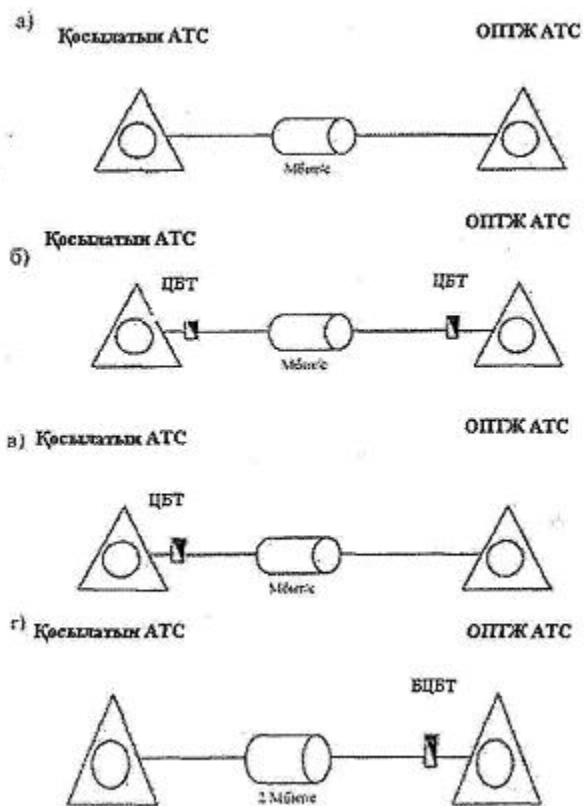 а)
Қосылатын АТС ОПТЖ АТС
Мбит/с
б)
Қосылатын АТС ОПТЖ АТС
ЦБТ ЦБТ
Мбит/с
в) Қосылатын АТС ОПТЖ АТС
ЦБТ
Мбит/с
г) Қосылатын АТС ОПТЖ АТС
БЦБТ
2 Мбит/с